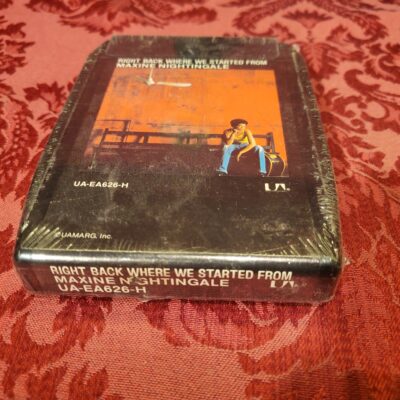 RIGHT BACK WHERE WE STARTED FROM
MAXINE NIGHTINGALE
UA-EA626-H
UA
©UAMARG, Inc.
RIGHT BACK WHERE WE STARTED FROM
MAXINE NIGHTINGALE
UA
UA-EA626-H